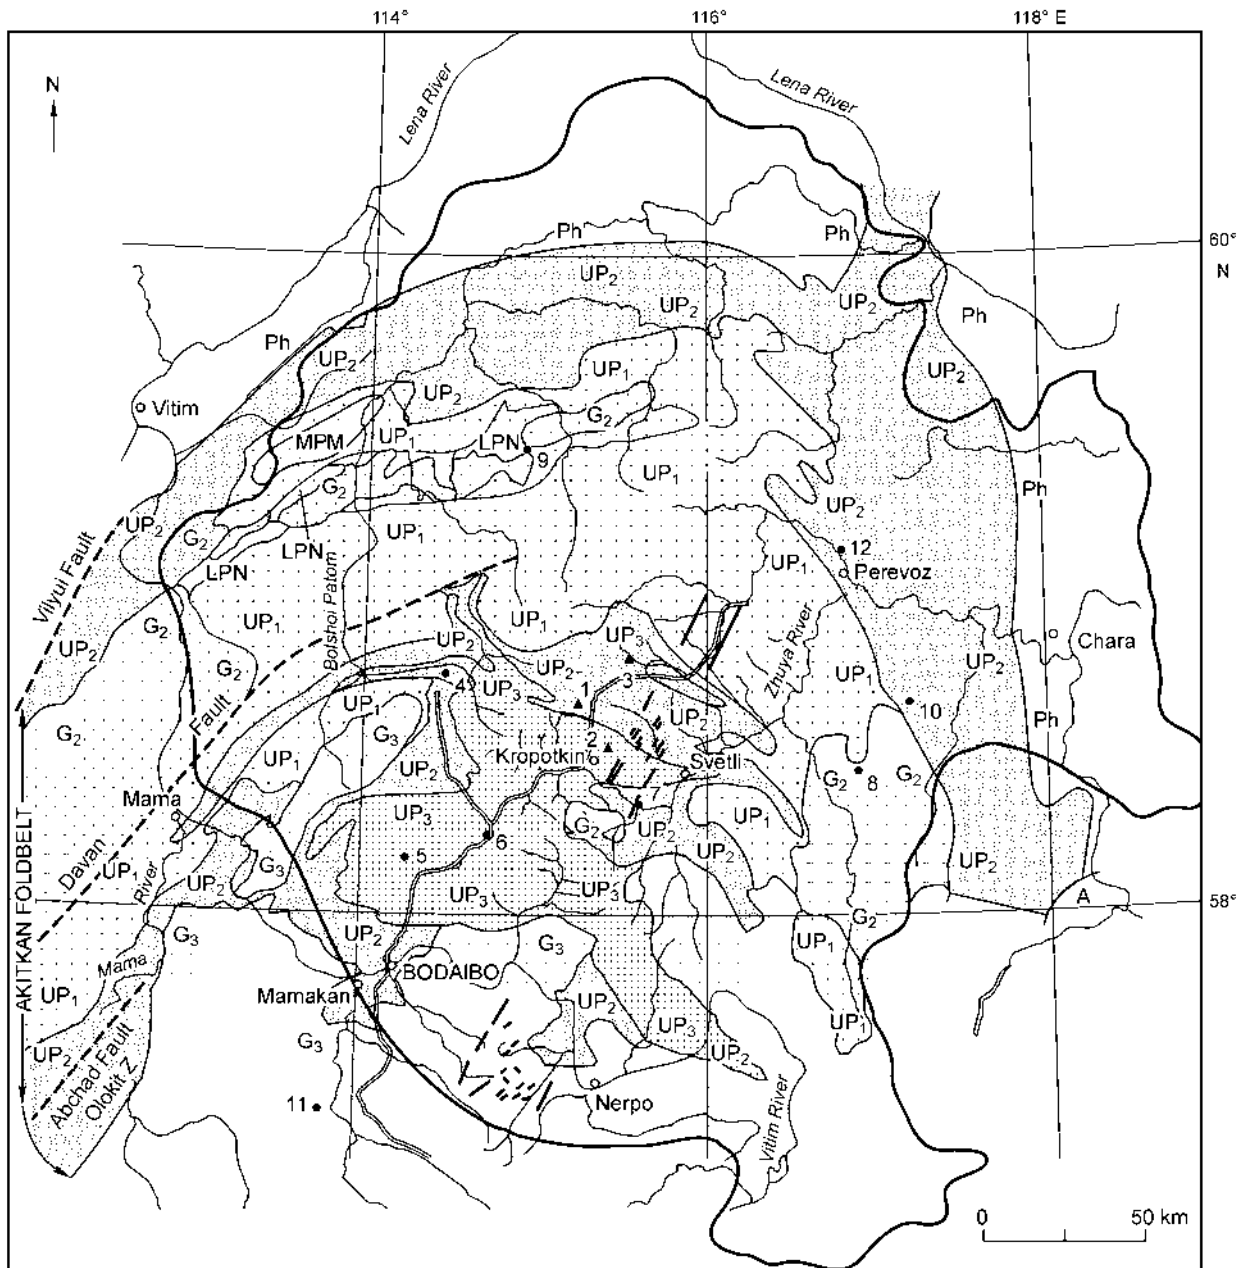 114°
116°
118° E
N
Lena River
Lena River
Ph
Ph
60°
N
UP2
UP2
UP2
Ph
Ph
UP2
UP1
UP2
UP2
Vitim
G2
MPM
UP1
LPN
9
UP1
Ph
G2
UP2
UP2
G2
LPN
UP1
12
Vilyui Fault
LPN
UP1
Perevoz
Bolshoi Patom
UP1
UP2
UP3
Zhuya River
Chara
G2
UP2
G2
UP2
UP2
4
UP3
1
3
UP1
Fault
UP1
UP2
10
Ph
G2
G3
2
Kropotkin
6
Svetli
G2
8
G2
UP1
UP2
7
Mama
UP3
G2
UP2
UP1
AKITKAN FOLDBELT
Davan
G3
5
6
UP2
UP2
UP1
River
UP2
UP3
UP3
A
58°
G3
UP2
G3
G2
UP1
Mama
BODAIBO
Mamakan
UP1
UP2
UP3
UP1
G3
UP2
UP2
Abchad Fault
Olokit Z
11
Nerpo
Vitim River
0 50 km